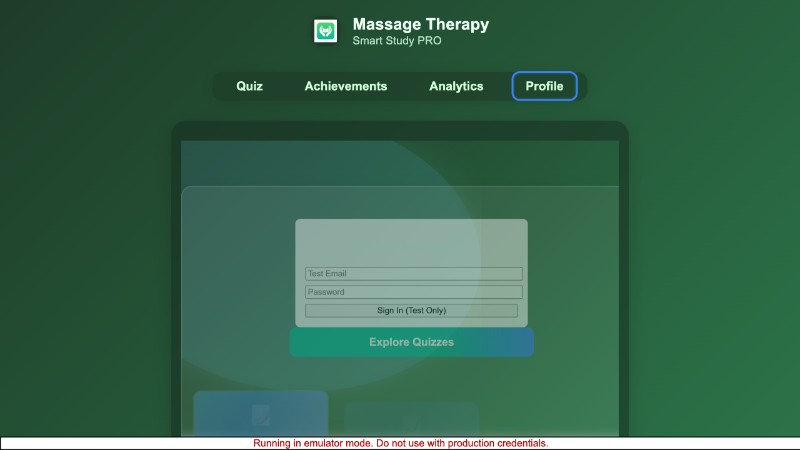 Massage Therapy
Smart Study PRO
Quiz
Achievements
Analytics
Profile
Test Email
Password
Sign In (Test Only)
Explore Quizzes
Running in emulator mode. Do not use with production credentials.